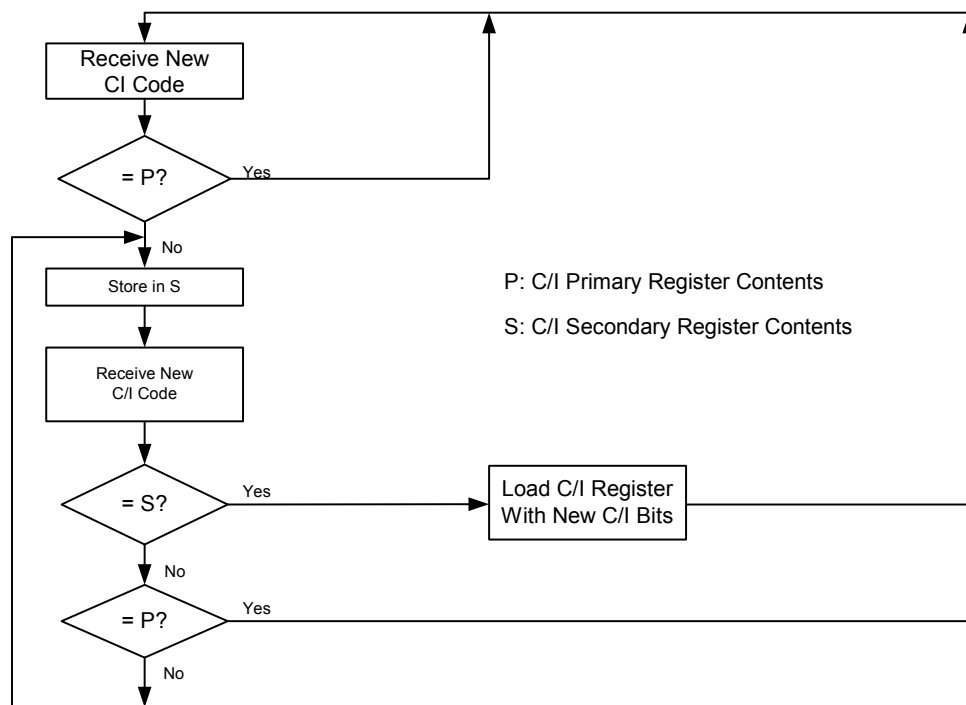 Receive New
CI Code
= P?
Yes
No
Store in S
P: C/I Primary Register Contents
S: C/I Secondary Register Contents
Receive New
C/I Code
= S?
Yes
Load C/I Register
With New C/I Bits
No
= P?
Yes
No